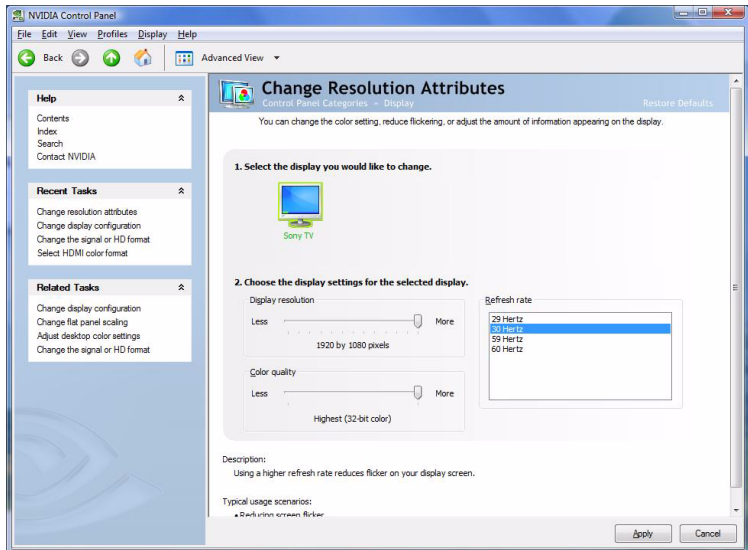 NVIDIA Control Panel
File Edit View Profiles Display Help
Back Advanced View
Help
Contents
Index
Search
Contact NVIDIA
Recent Tasks
Change resolution attributes
Change display configuration
Change the signal or HD format
Select HDMI color format
Related Tasks
Change display configuration
Change flat panel scaling
Adjust desktop color settings
Change the signal or HD format
Change Resolution Attributes
Control Panel Categories - Display Restore Defaults
You can change the color setting, reduce flickering, or adjust the amount of information appearing on the display.
1. Select the display you would like to change.
Sony TV
2. Choose the display settings for the selected display.
Display resolution
Less More
1920 by 1080 pixels
Color quality
Less More
Highest (32-bit color)
Refresh rate
29 Hertz
30 Hertz
59 Hertz
60 Hertz
Description:
Using a higher refresh rate reduces flicker on your display screen.
Typical usage scenarios:
• Reducing screen flicker
Apply Cancel